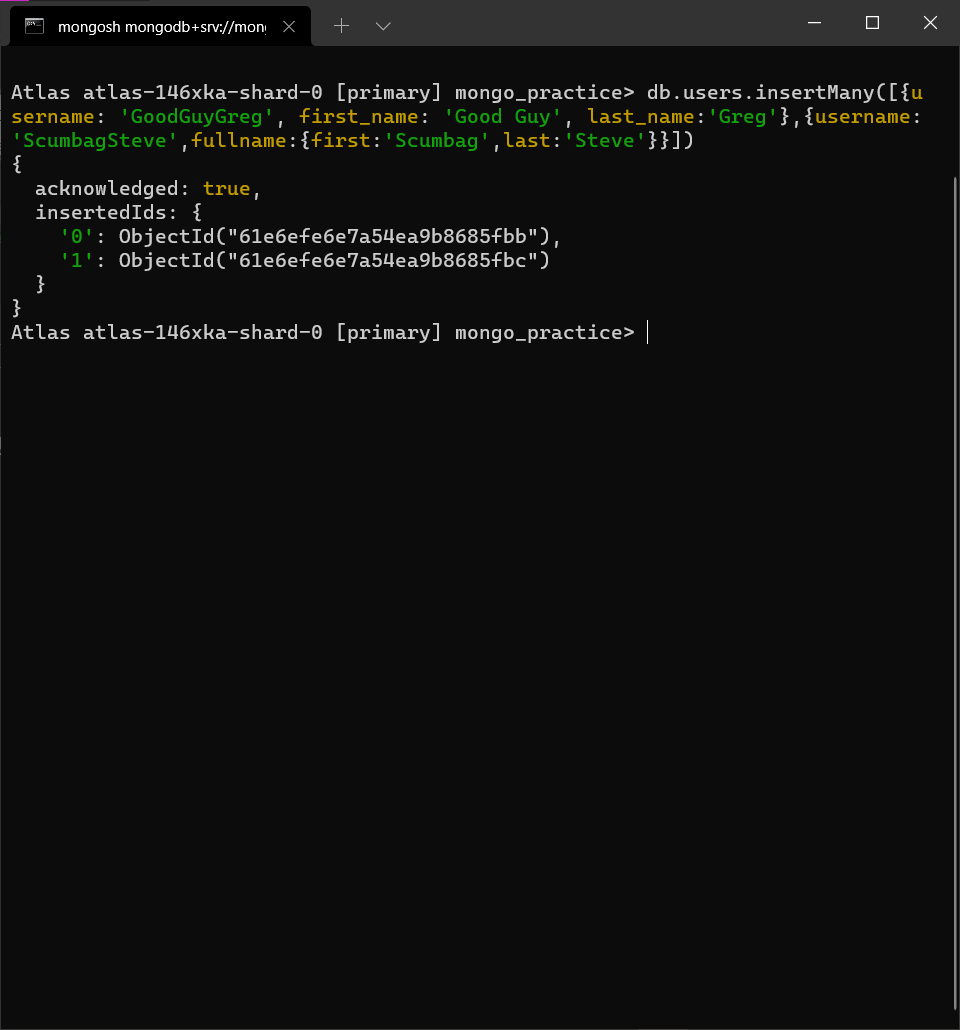 mongosh mongodb+srv://mong
Atlas atlas-146xka-shard-0 [primary] mongo_practice> db.users.insertMany([{u
sername: 'GoodGuyGreg', first_name: 'Good Guy', last_name:'Greg'},{username:
'ScumbagSteve',fullname:{first:'Scumbag',last:'Steve'}}])
{
  acknowledged: true,
  insertedIds: {
    '0': ObjectId("61e6efe6e7a54ea9b8685fbb"),
    '1': ObjectId("61e6efe6e7a54ea9b8685fbc")
  }
}
Atlas atlas-146xka-shard-0 [primary] mongo_practice>